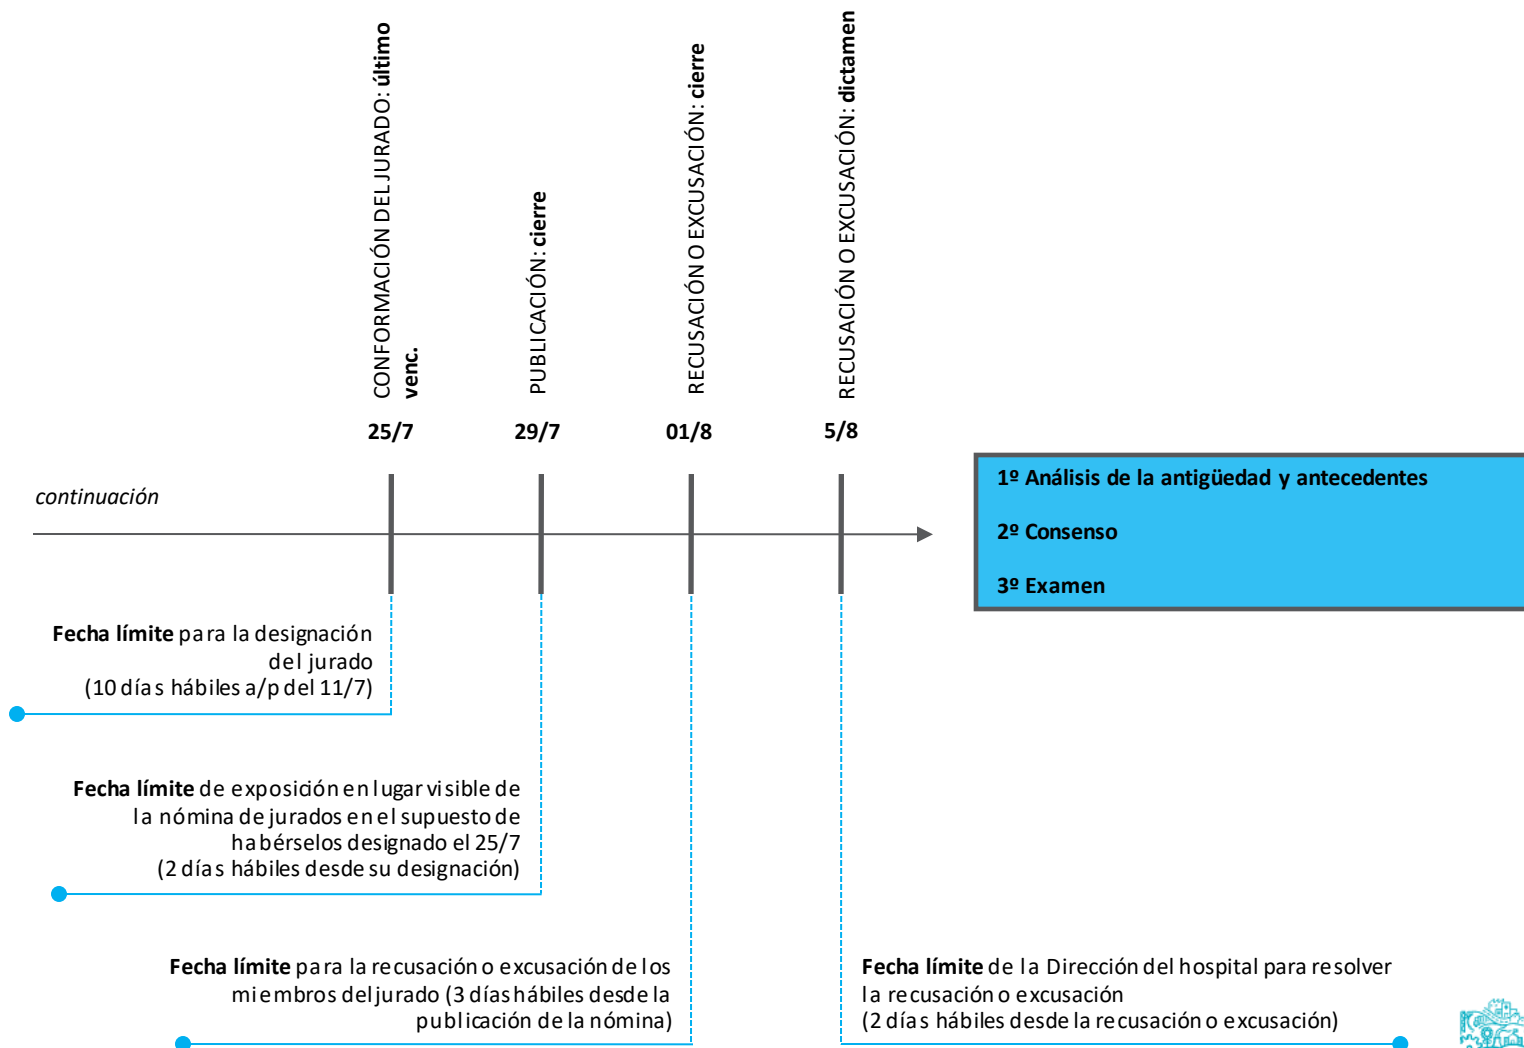 CONFORMACIÓN DEL JURADO: último
venc.
PUBLICACIÓN: cierre
RECUSACIÓN O EXCUSACIÓN: cierre
RECUSACIÓN O EXCUSACIÓN: dictamen
25/7
29/7
01/8
5/8
continuación
1º Análisis de la antigüedad y antecedentes
2º Consenso
3º Examen
Fecha límite para la designación
del jurado
(10 días hábiles a/p del 11/7)
Fecha límite de exposición en lugar visible de
la nómina de jurados en el supuesto de
habérselos designado el 25/7
(2 días hábiles desde su designación)
Fecha límite para la recusación o excusación de los
miembros del jurado (3 días hábiles desde la
publicación de la nómina)
Fecha límite de la Dirección del hospital para resolver
la recusación o excusación
(2 días hábiles desde la recusación o excusación)